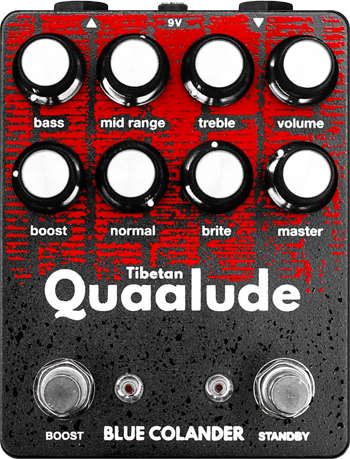 9V
bass mid range treble volume
boost normal brite master
Tibetan
Quaalude
BOOST BLUE COLANDER STANDBY